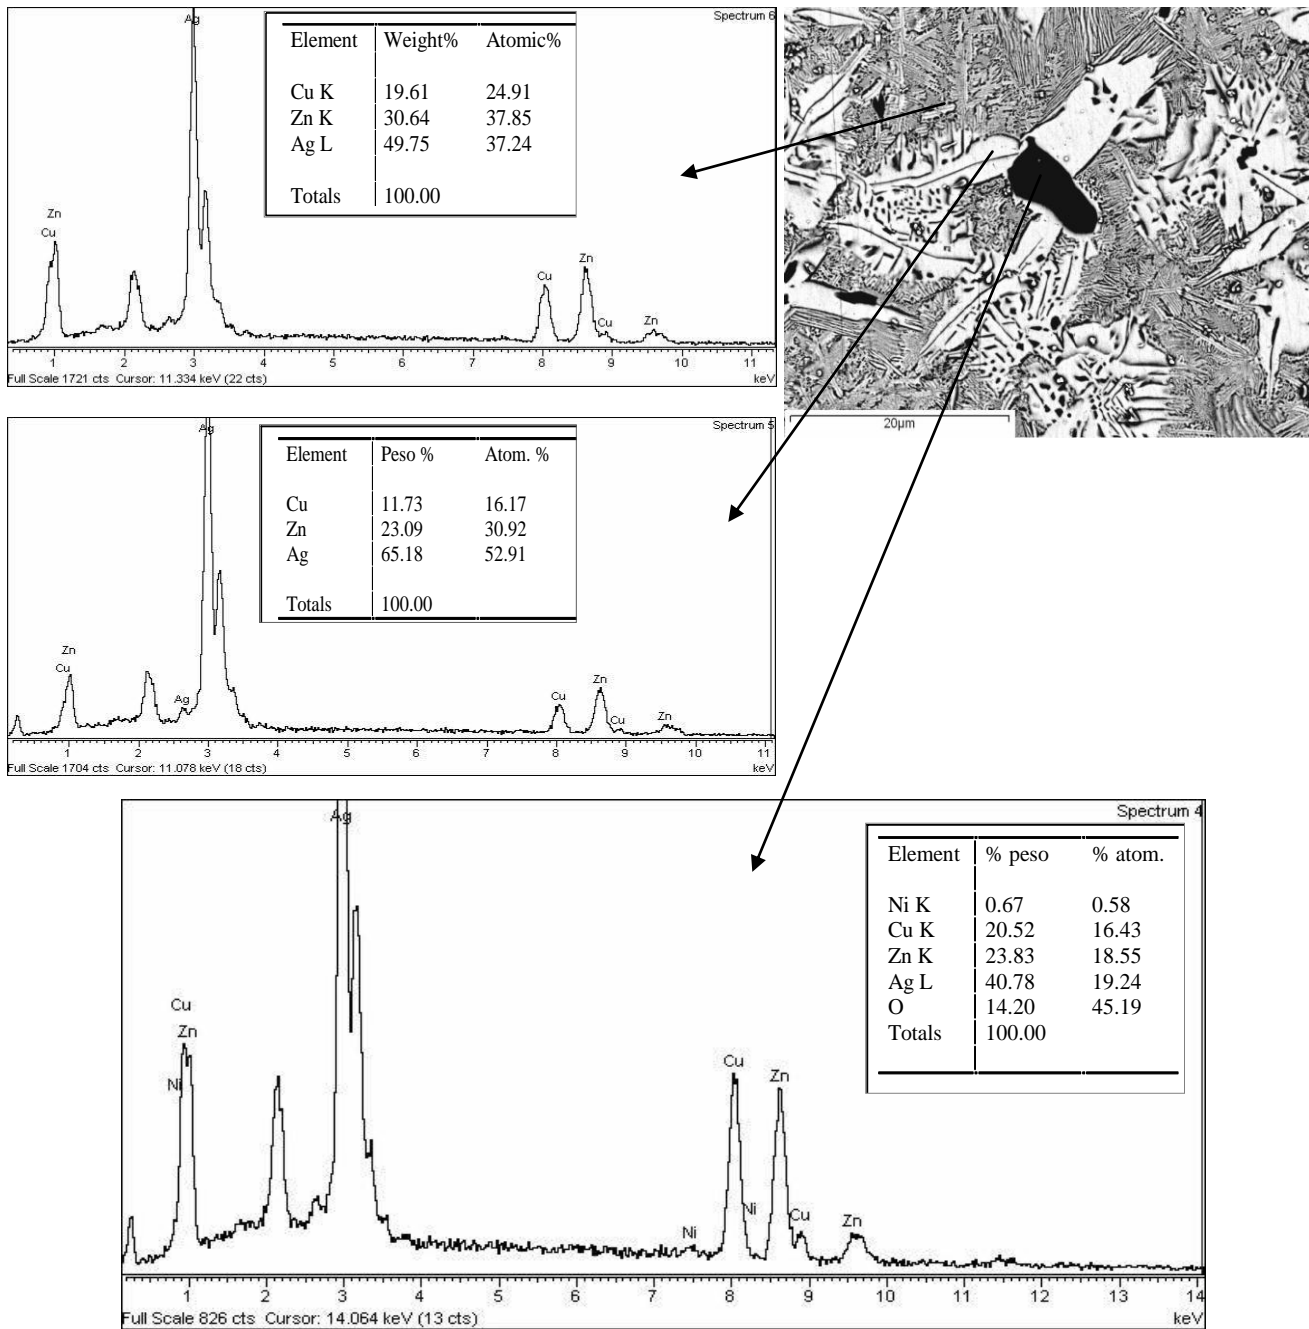 Ag
Spectrum 6
Element Weight% Atomic%
Cu K 19.61 24.91
Zn K 30.64 37.85
Ag L 49.75 37.24
Totals 100.00
Zn
Cu
Cu
Zn
Cu
Zn
1 2 3 4 5 6 7 8 9 10 11
Full Scale 1721 cts Cursor: 11.334 keV (22 cts) keV
20µm
Ag
Spectrum 5
Element Peso % Atom. %
Cu 11.73 16.17
Zn 23.09 30.92
Ag 65.18 52.91
Totals 100.00
Zn
Cu
Ag
Cu
Zn
Cu
Zn
1 2 3 4 5 6 7 8 9 10 11
Full Scale 1704 cts Cursor: 11.078 keV (18 cts) keV
Ag
Spectrum 4
Element % peso % atom.
Ni K 0.67 0.58
Cu K 20.52 16.43
Zn K 23.83 18.55
Ag L 40.78 19.24
O 14.20 45.19
Totals 100.00
Cu
Zn
Ni
Ni
Cu
Ni
Zn
Cu
Zn
1 2 3 4 5 6 7 8 9 10 11 12 13 14
Full Scale 826 cts Cursor: 14.064 keV (13 cts) keV